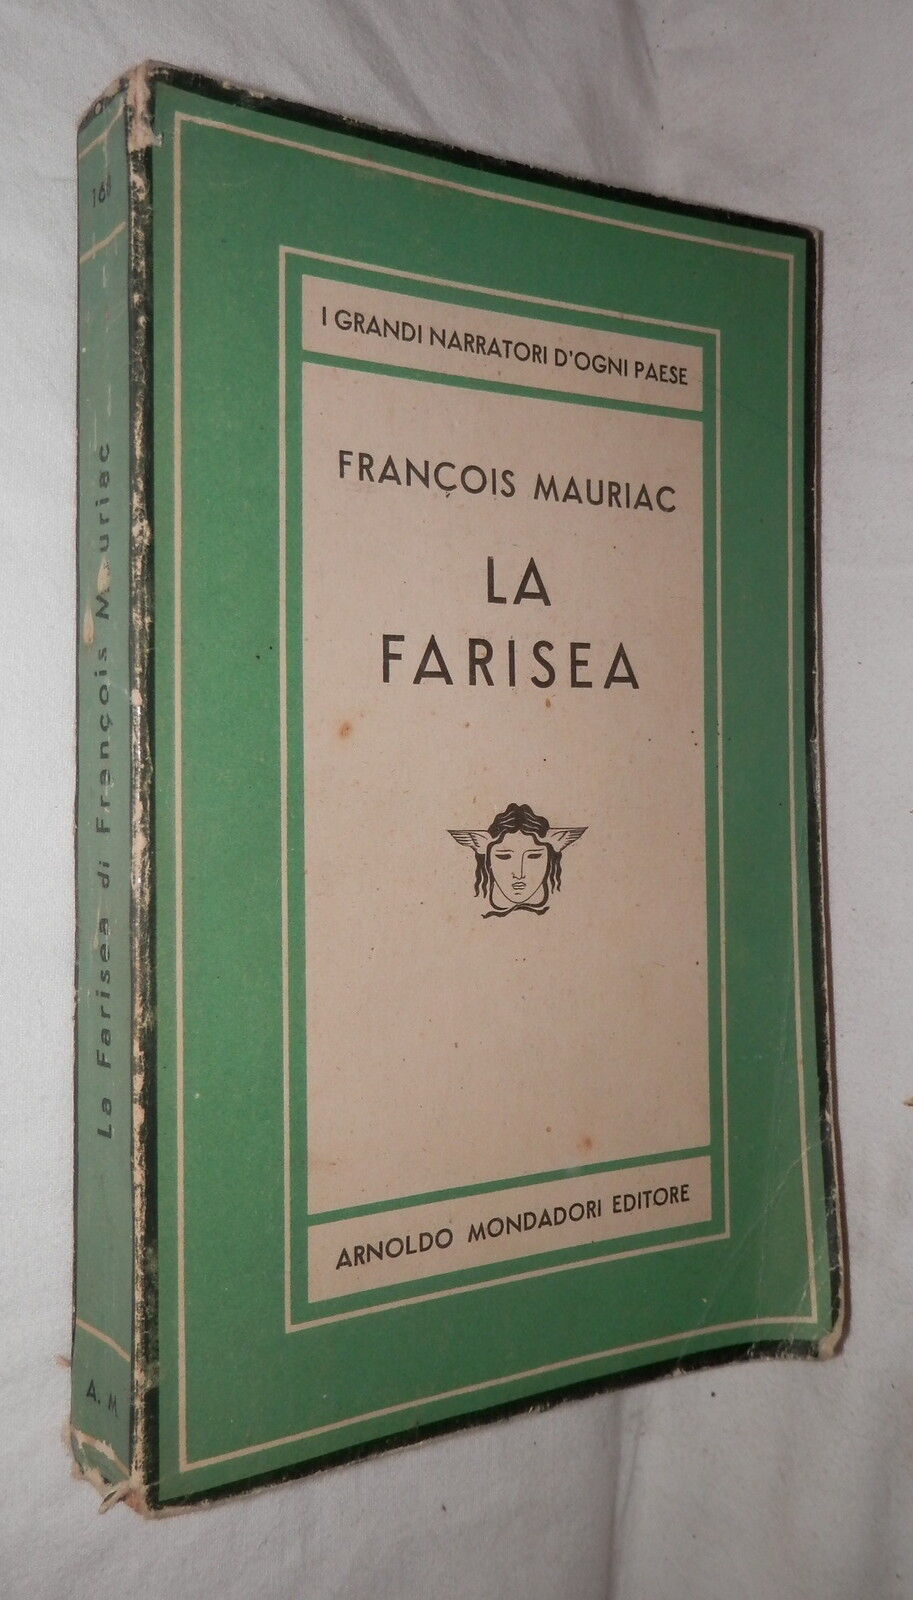 I GRANDI NARRATORI D'OGNI PAESE
FRANÇOIS MAURIAC
LA
FARISEA
ARNOLDO MONDADORI EDITORE
La Farisea di François Mauriac
A. M